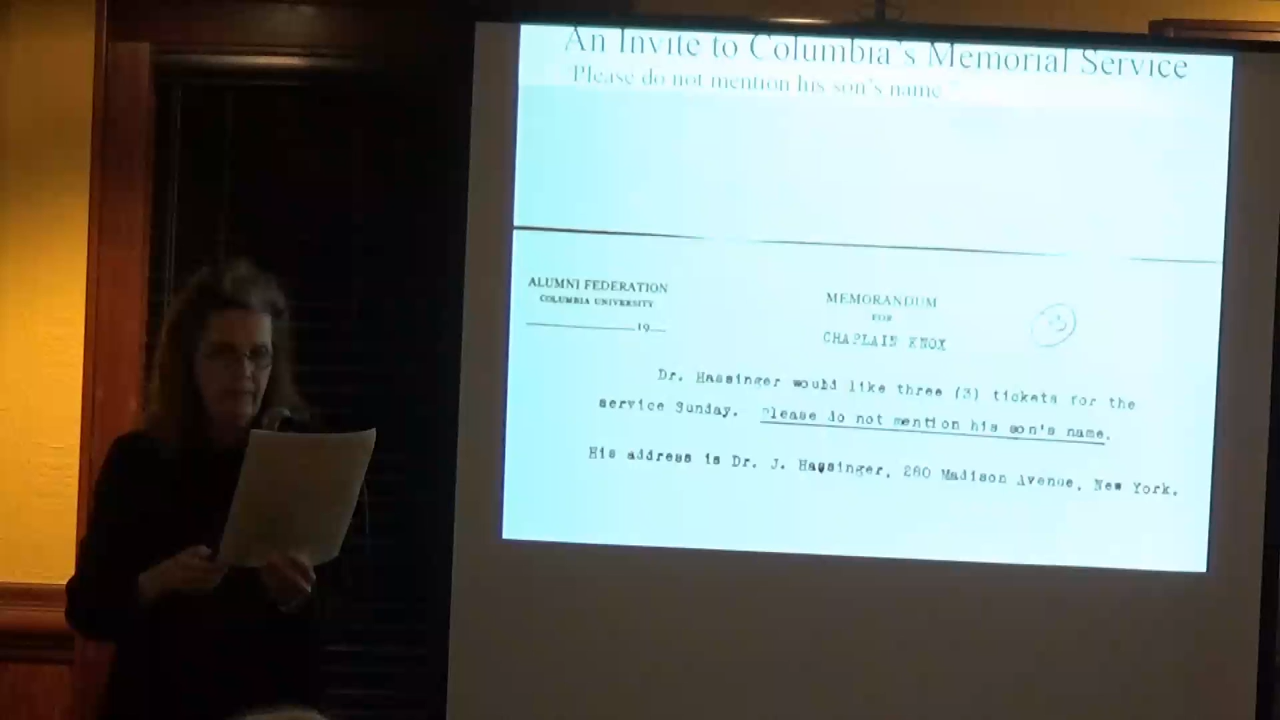 An Invite to Columbia's Memorial Service
"Please do not mention his son's name"
ALUMNI FEDERATION
COLUMBIA UNIVERSITY
19
MEMORANDUM
FOR
CHAPLAIN KNOX
Dr. Hassinger would like three (3) tickets for the
service Sunday. Please do not mention his son's name.
His address is Dr. J. Hassinger, 280 Madison Avenue, New York.